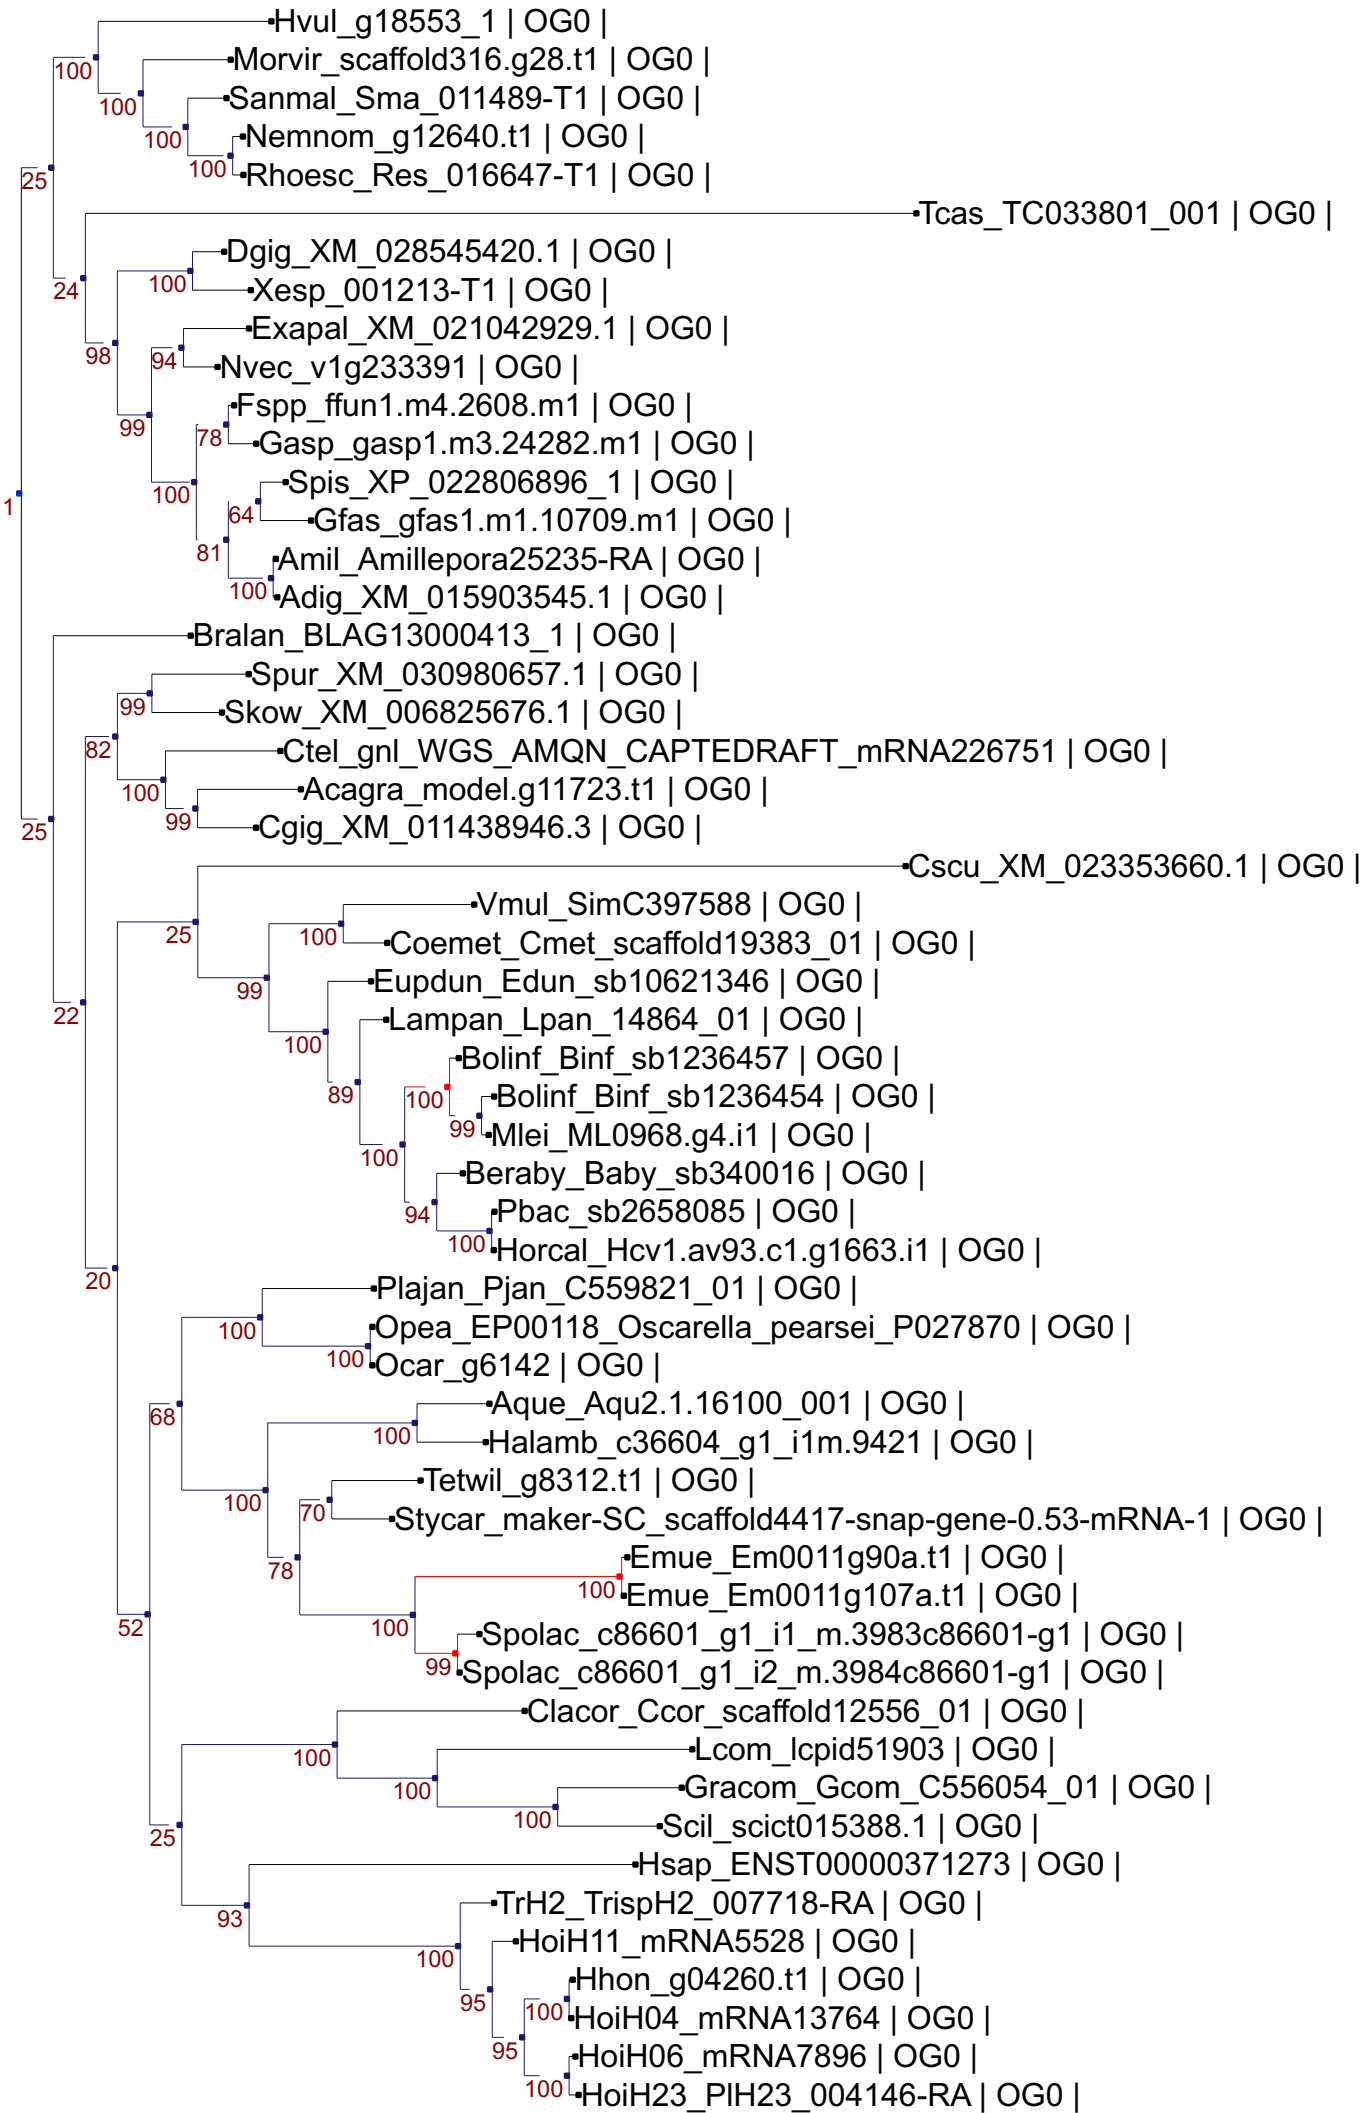 Hvul_g18553_1 | OG0 |
100
Morvir_scaffold316.g28.t1 | OG0 |
100
Sanmal_Sma_011489-T1 | OG0 |
100
Nemnom_g12640.t1 | OG0 |
100
Rhoesc_Res_016647-T1 | OG0 |
25
Tcas_TC033801_001 | OG0 |
Dgig_XM_028545420.1 | OG0 |
100
24
Xesp_001213-T1 | OG0 |
Exapal_XM_021042929.1 | OG0 |
98
94
Nvec_v1g233391 | OG0 |
Fspp_ffun1.m4.2608.m1 | OG0 |
99
78
Gasp_gasp1.m3.24282.m1 | OG0 |
Spis_XP_022806896_1 | OG0 |
100
1
64
Gfas_gfas1.m1.10709.m1 | OG0 |
81
Amil_Amillepora25235-RA | OG0 |
100
Adig_XM_015903545.1 | OG0 |
Bralan_BLAG13000413_1 | OG0 |
Spur_XM_030980657.1 | OG0 |
99
Skow_XM_006825676.1 | OG0 |
82
Ctel_gnl_WGS_AMQN_CAPTEDRAFT_mRNA226751 | OG0 |
100
Acagra_model.g11723.t1 | OG0 |
25
99
Cgig_XM_011438946.3 | OG0 |
Cscu_XM_023353660.1 | OG0 |
Vmul_SimC397588 | OG0 |
25
100
Coemet_Cmet_scaffold19383_01 | OG0 |
Eupdun_Edun_sb10621346 | OG0 |
99
22
Lampan_Lpan_14864_01 | OG0 |
100
Bolinf_Binf_sb1236457 | OG0 |
89
100
Bolinf_Binf_sb1236454 | OG0 |
99
Mlei_ML0968.g4.i1 | OG0 |
100
Beraby_Baby_sb340016 | OG0 |
94
Pbac_sb2658085 | OG0 |
100
Horcal_Hcv1.av93.c1.g1663.i1 | OG0 |
20
Plajan_Pjan_C559821_01 | OG0 |
100
Opea_EP00118_Oscarella_pearsei_P027870 | OG0 |
100
Ocar_g6142 | OG0 |
Aque_Aqu2.1.16100_001 | OG0 |
68
100
Halamb_c36604_g1_i1m.9421 | OG0 |
Tetwil_g8312.t1 | OG0 |
100
70
Stycar_maker-SC_scaffold4417-snap-gene-0.53-mRNA-1 | OG0 |
Emue_Em0011g90a.t1 | OG0 |
78
100
Emue_Em0011g107a.t1 | OG0 |
52
100
Spolac_c86601_g1_i1_m.3983c86601-g1 | OG0 |
99
Spolac_c86601_g1_i2_m.3984c86601-g1 | OG0 |
Clacor_Ccor_scaffold12556_01 | OG0 |
100
Lcom_lcpid51903 | OG0 |
100
Gracom_Gcom_C556054_01 | OG0 |
100
Scil_scict015388.1 | OG0 |
25
Hsap_ENST00000371273 | OG0 |
TrH2_TrispH2_007718-RA | OG0 |
93
HoiH11_mRNA5528 | OG0 |
100
Hhon_g04260.t1 | OG0 |
95
100
HoiH04_mRNA13764 | OG0 |
95
HoiH06_mRNA7896 | OG0 |
100
HoiH23_PlH23_004146-RA | OG0 |